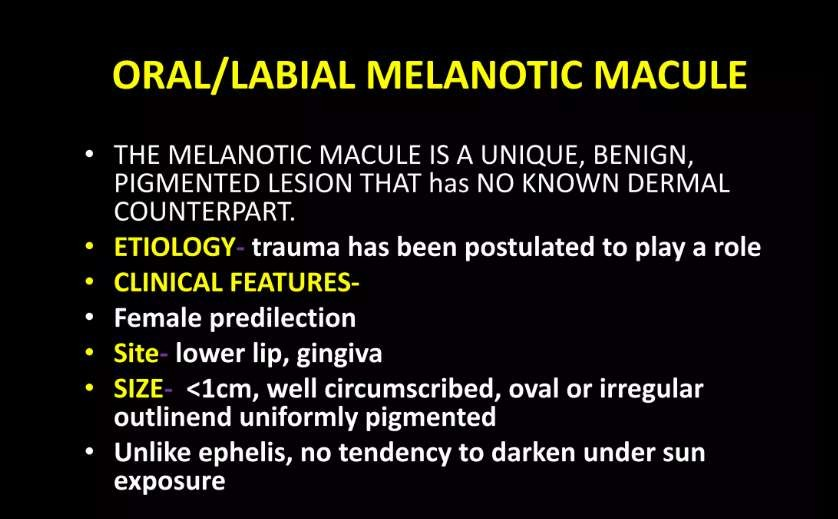 ORAL/LABIAL MELANOTIC MACULE
• THE MELANOTIC MACULE IS A UNIQUE, BENIGN,
PIGMENTED LESION THAT has NO KNOWN DERMAL
COUNTERPART.
• ETIOLOGY- trauma has been postulated to play a role
• CLINICAL FEATURES-
• Female predilection
• Site- lower lip, gingiva
• SIZE- <1cm, well circumscribed, oval or irregular
outlinend uniformly pigmented
• Unlike ephelis, no tendency to darken under sun
exposure